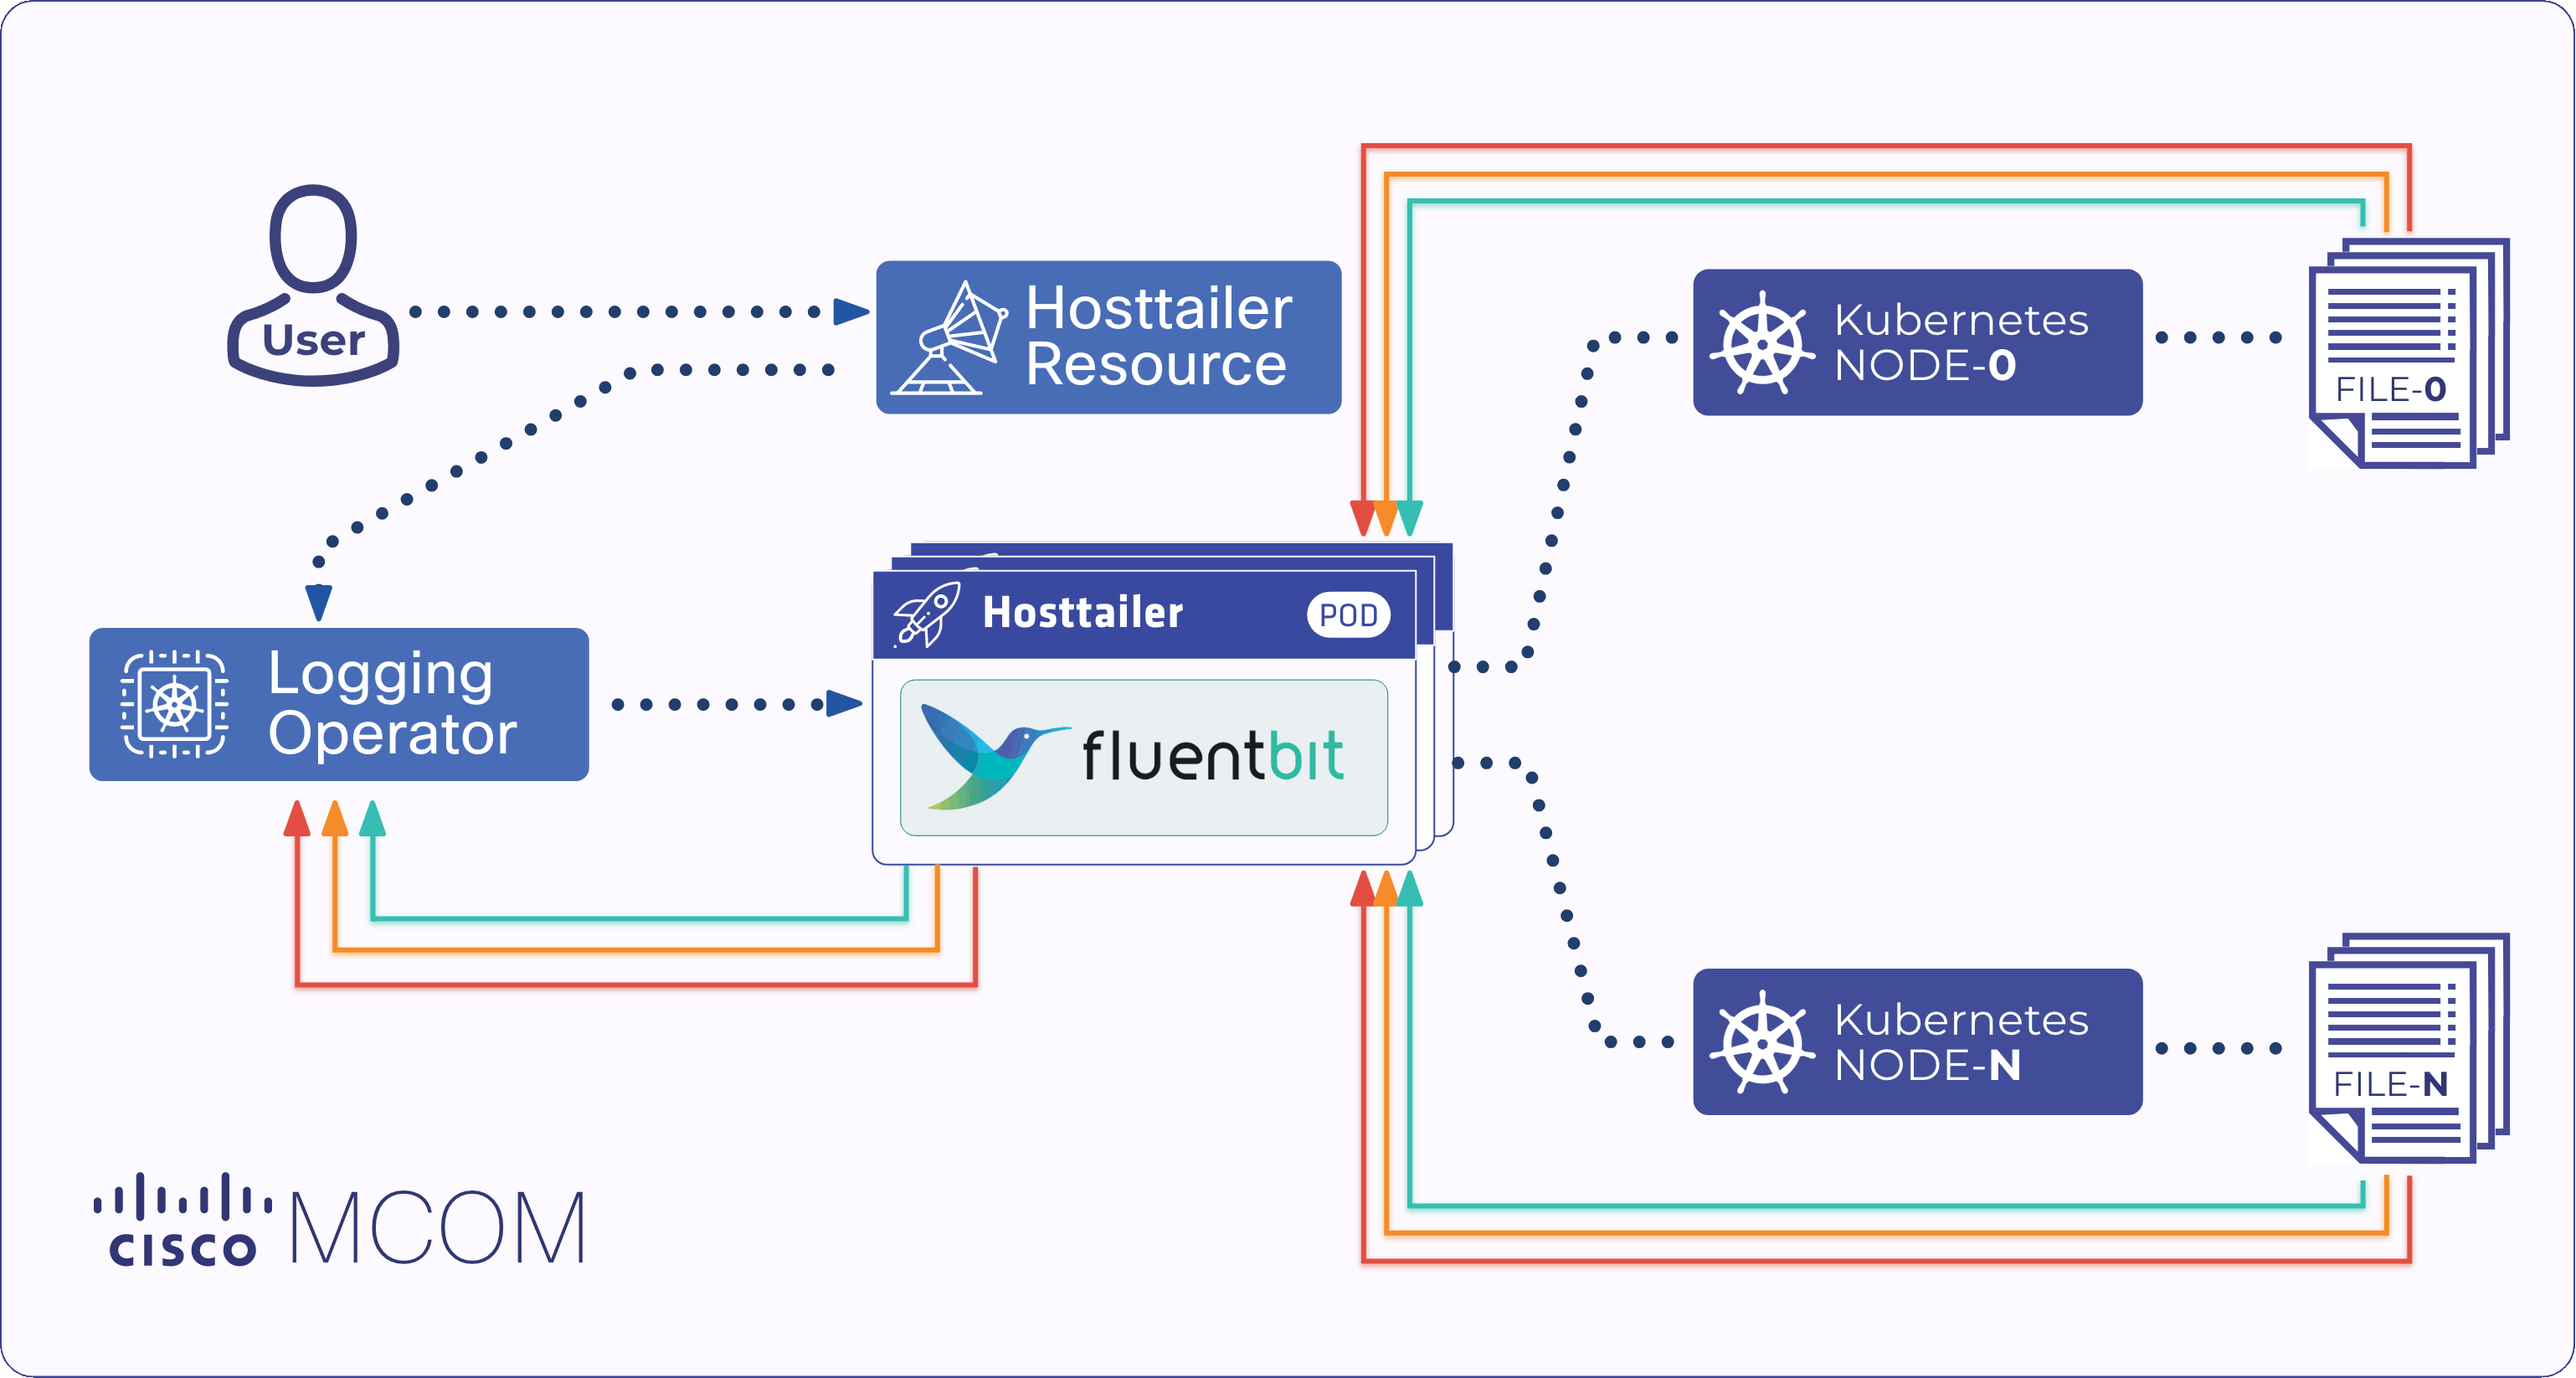 User
Hosttailer
Resource
Kubernetes
NODE-0
FILE-0
Logging
Operator
Hosttailer
POD
fluentbit
Kubernetes
NODE-N
FILE-N
CISCO MCOM